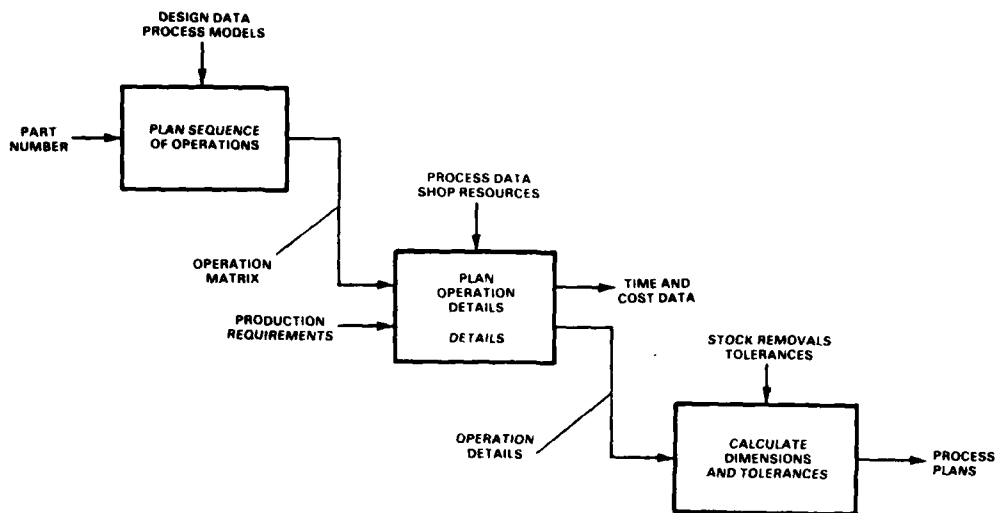 DESIGN DATA
PROCESS MODELS
PART
NUMBER
PLAN SEQUENCE
OF OPERATIONS
PROCESS DATA
SHOP RESOURCES
OPERATION
MATRIX
PLAN
OPERATION
DETAILS
DETAILS
TIME AND
COST DATA
PRODUCTION
REQUIREMENTS
STOCK REMOVALS
TOLERANCES
OPERATION
DETAILS
CALCULATE
DIMENSIONS
AND TOLERANCES
PROCESS
PLANS